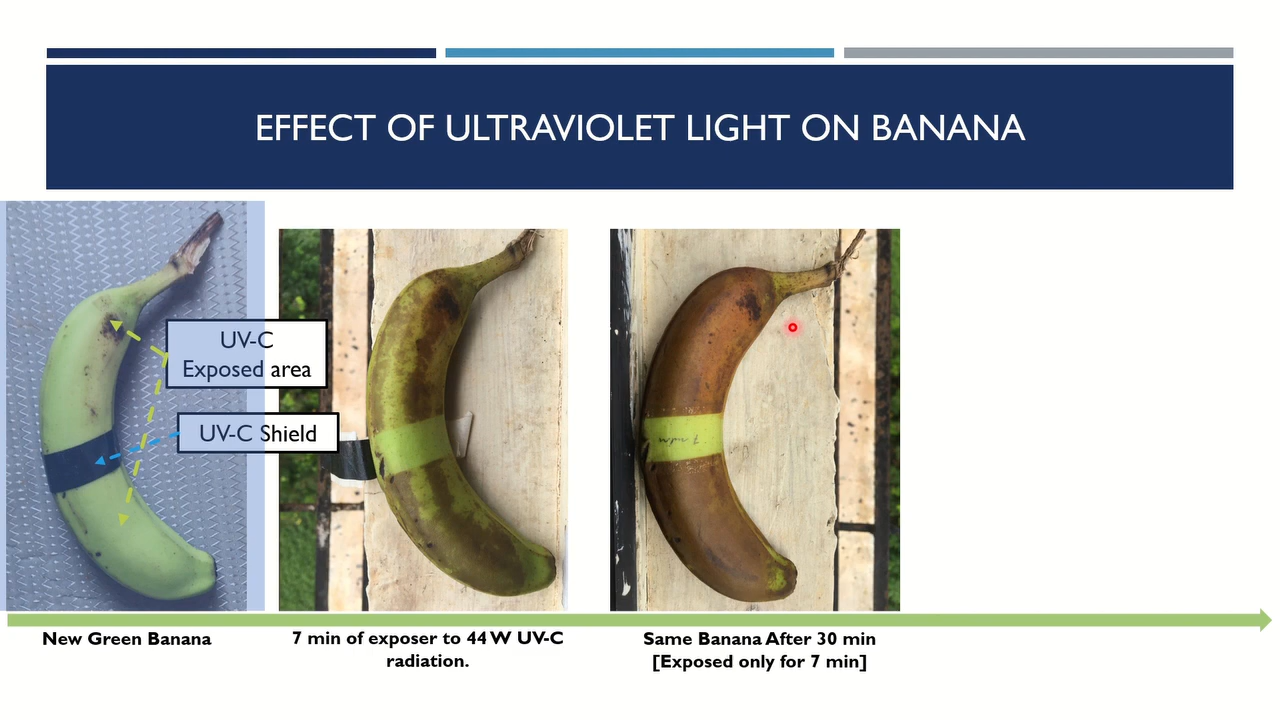 EFFECT OF ULTRAVIOLET LIGHT ON BANANA
UV-C
Exposed area
UV-C Shield
New Green Banana
7 min of exposer to 44 W UV-C
radiation.
Same Banana After 30 min
[Exposed only for 7 min]